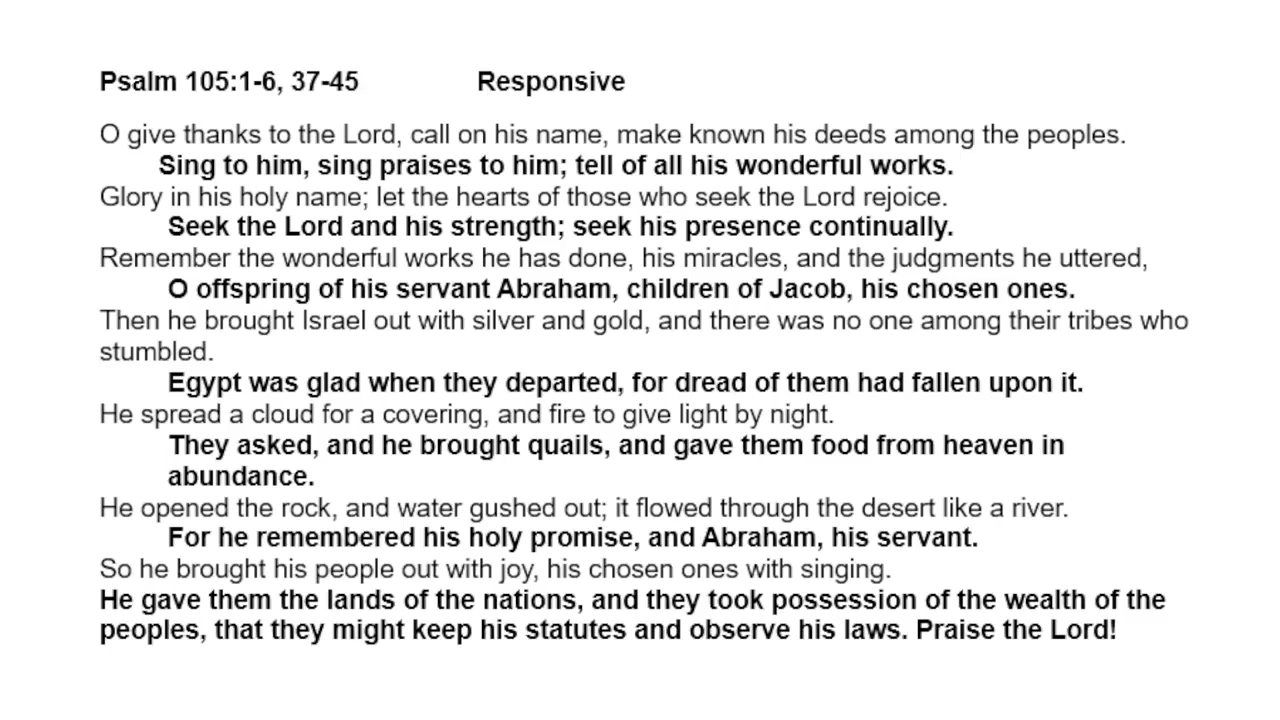 Psalm 105:1-6, 37-45 Responsive
O give thanks to the Lord, call on his name, make known his deeds among the peoples.
Sing to him, sing praises to him; tell of all his wonderful works.
Glory in his holy name; let the hearts of those who seek the Lord rejoice.
Seek the Lord and his strength; seek his presence continually.
Remember the wonderful works he has done, his miracles, and the judgments he uttered,
O offspring of his servant Abraham, children of Jacob, his chosen ones.
Then he brought Israel out with silver and gold, and there was no one among their tribes who
stumbled.
Egypt was glad when they departed, for dread of them had fallen upon it.
He spread a cloud for a covering, and fire to give light by night.
They asked, and he brought quails, and gave them food from heaven in
abundance.
He opened the rock, and water gushed out; it flowed through the desert like a river.
For he remembered his holy promise, and Abraham, his servant.
So he brought his people out with joy, his chosen ones with singing.
He gave them the lands of the nations, and they took possession of the wealth of the
peoples, that they might keep his statutes and observe his laws. Praise the Lord!